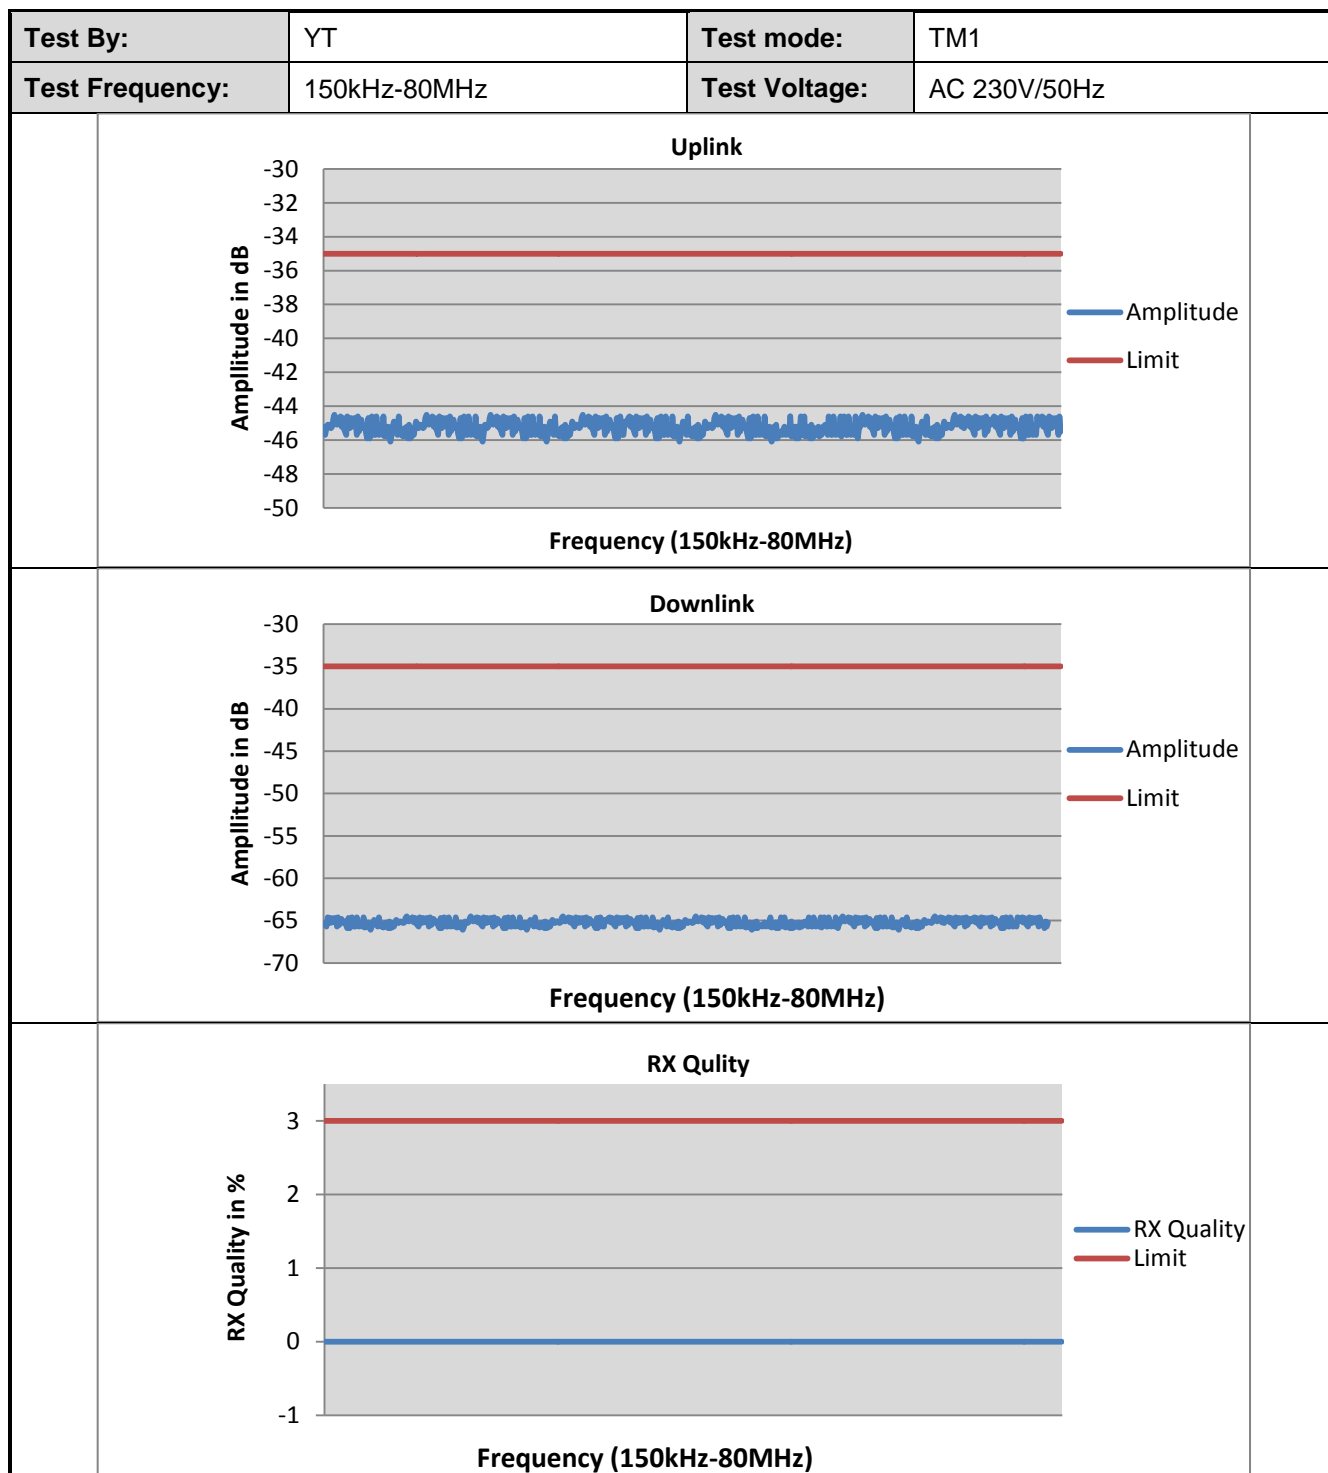 Test By: YT Test mode: TM1
Test Frequency: 150kHz-80MHz Test Voltage: AC 230V/50Hz
Uplink
-30
-32
-34
-36
-38
-40
-42
-44
-46
-48
-50
Ampllitude in dB
Amplitude
Limit
Frequency (150kHz-80MHz)
Downlink
-30
-35
-40
-45
-50
-55
-60
-65
-70
Ampllitude in dB
Amplitude
Limit
Frequency (150kHz-80MHz)
RX Qulity
3
2
1
0
-1
RX Quality in %
RX Quality
Limit
Frequency (150kHz-80MHz)